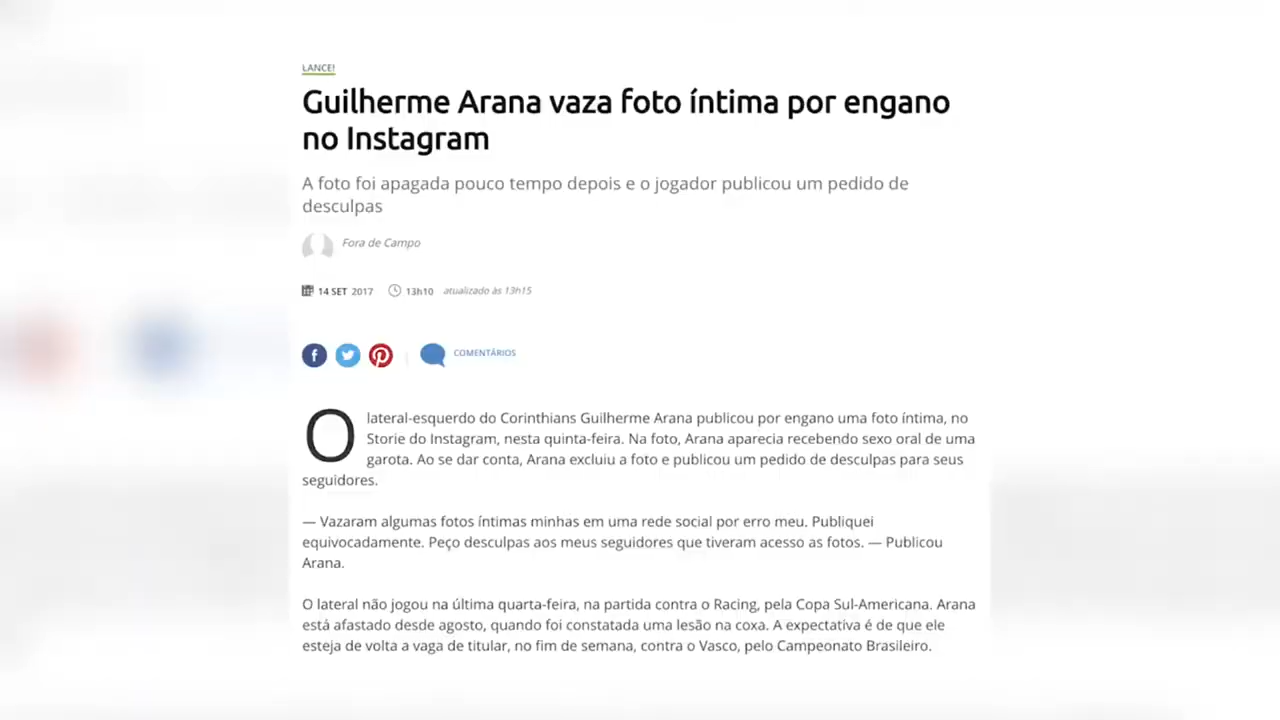 LANCE!
Guilherme Arana vaza foto íntima por engano
no Instagram
A foto foi apagada pouco tempo depois e o jogador publicou um pedido de
desculpas
Fora de Campo
14 SET 2017 13h10 atualizado às 13h15
COMENTÁRIOS
O lateral-esquerdo do Corinthians Guilherme Arana publicou por engano uma foto íntima, no
Storie do Instagram, nesta quinta-feira. Na foto, Arana aparecia recebendo sexo oral de uma
garota. Ao se dar conta, Arana excluiu a foto e publicou um pedido de desculpas para seus
seguidores.
— Vazaram algumas fotos íntimas minhas em uma rede social por erro meu. Publiquei
equivocadamente. Peço desculpas aos meus seguidores que tiveram acesso as fotos. — Publicou
Arana.
O lateral não jogou na última quarta-feira, na partida contra o Racing, pela Copa Sul-Americana. Arana
está afastado desde agosto, quando foi constatada uma lesão na coxa. A expectativa é de que ele
esteja de volta a vaga de titular, no fim de semana, contra o Vasco, pelo Campeonato Brasileiro.